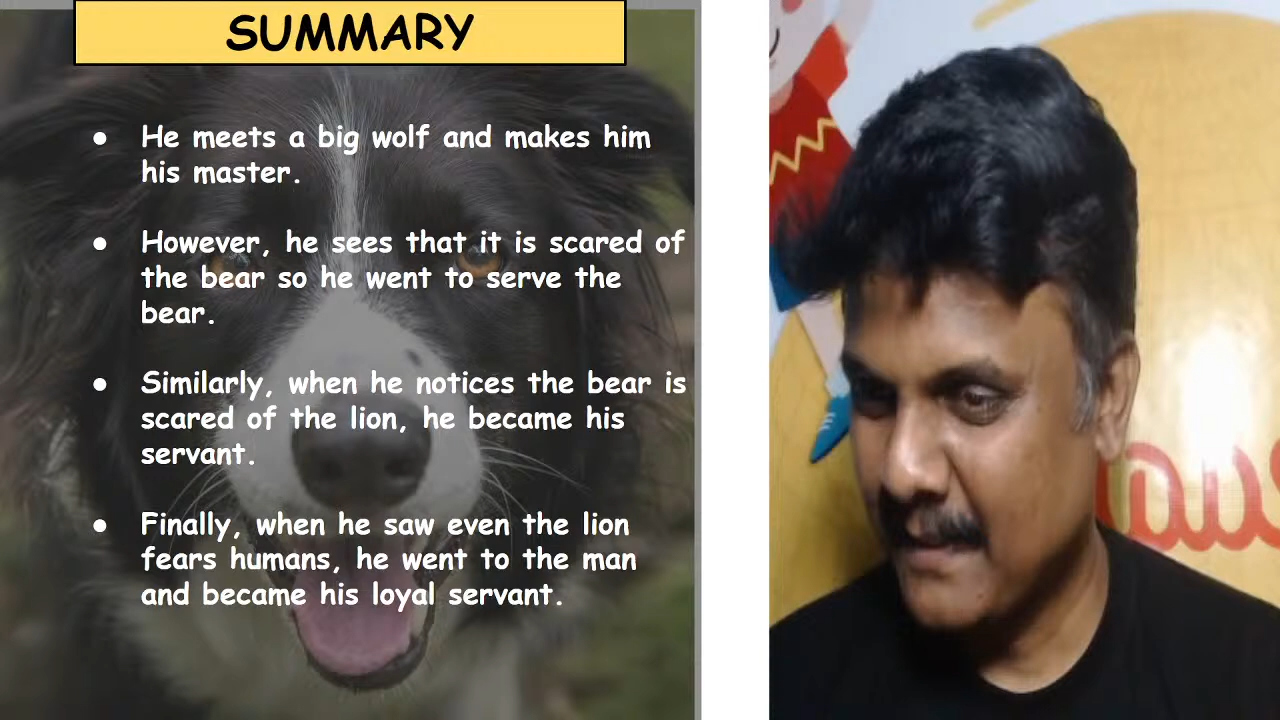 SUMMARY
● He meets a big wolf and makes him
his master.
● However, he sees that it is scared of
the bear so he went to serve the
bear.
● Similarly, when he notices the bear is
scared of the lion, he became his
servant.
● Finally, when he saw even the lion
fears humans, he went to the man
and became his loyal servant.